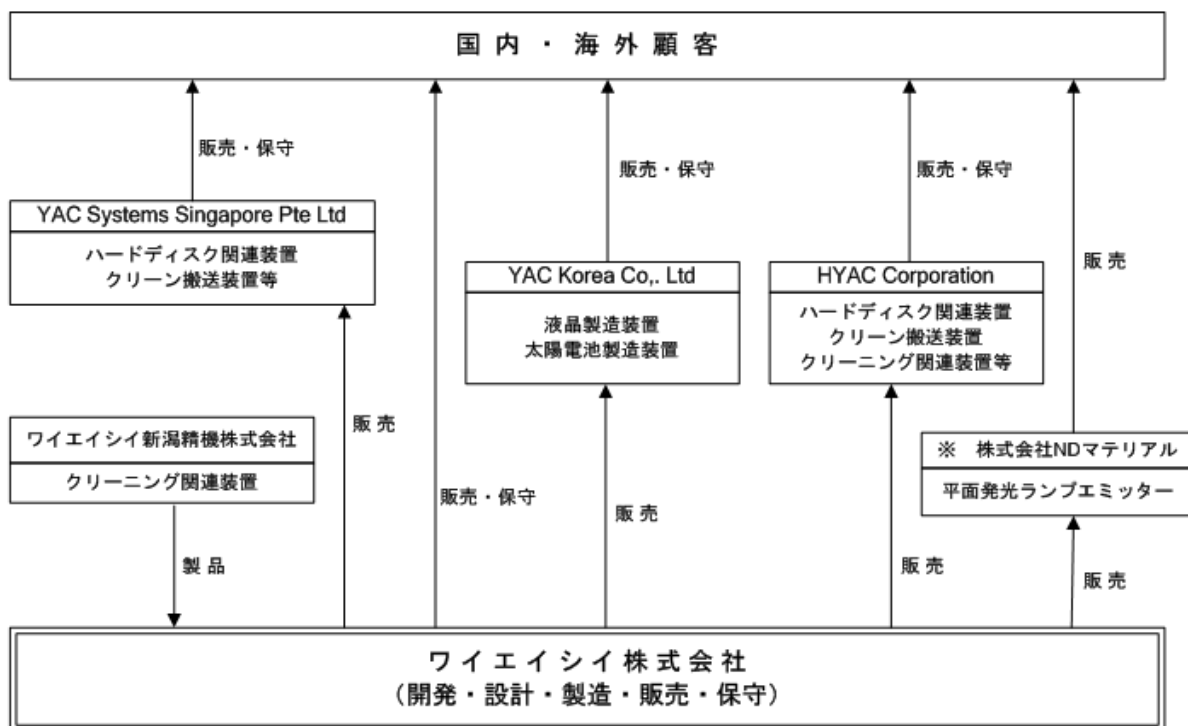 国内・海外顧客
販売・保守
販売・保守
販売・保守
販売
YAC Systems Singapore Pte Ltd
ハードディスク関連装置
クリーン搬送装置等
YAC Korea Co,. Ltd
液晶製造装置
太陽電池製造装置
HYAC Corporation
ハードディスク関連装置
クリーン搬送装置
クリーニング関連装置等
ワイエイシイ新潟精機株式会社
クリーニング関連装置
販売
※ 株式会社NDマテリアル
平面発光ランプエミッター
販売・保守
販売
製品
販売
販売
ワイエイシイ株式会社
（開発・設計・製造・販売・保守）